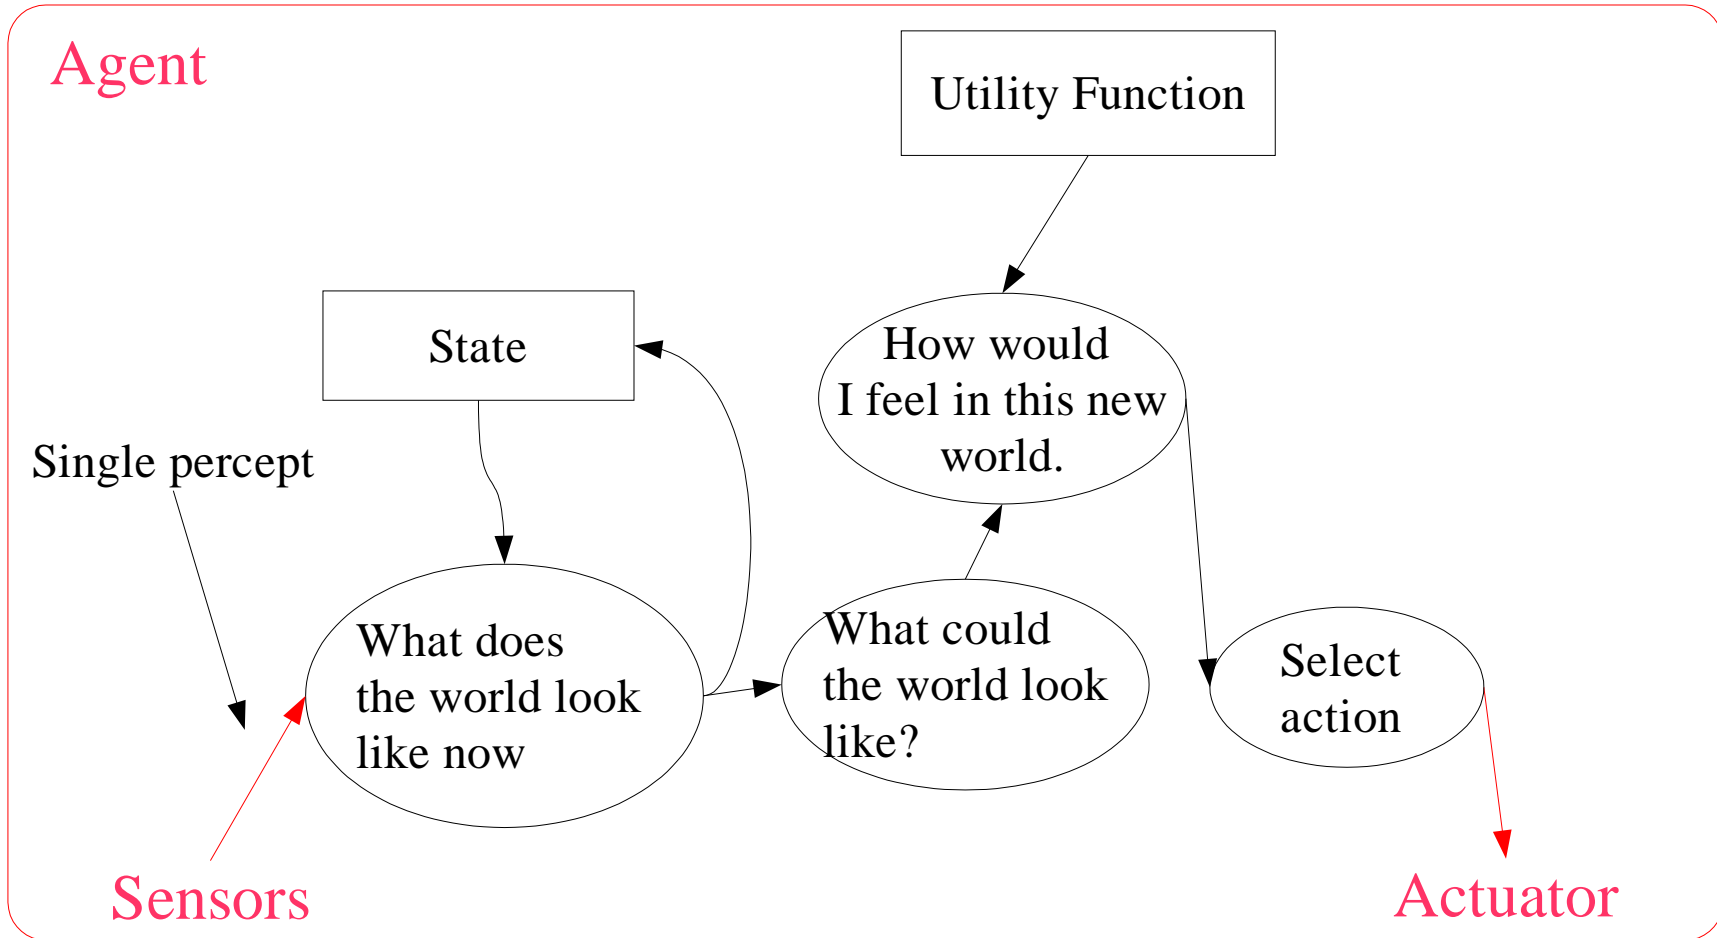 Agent
Utility Function
State
How would
I feel in this new
world.
Single percept
What does
the world look
like now
What could
the world look
like?
Select
action
Sensors
Actuator